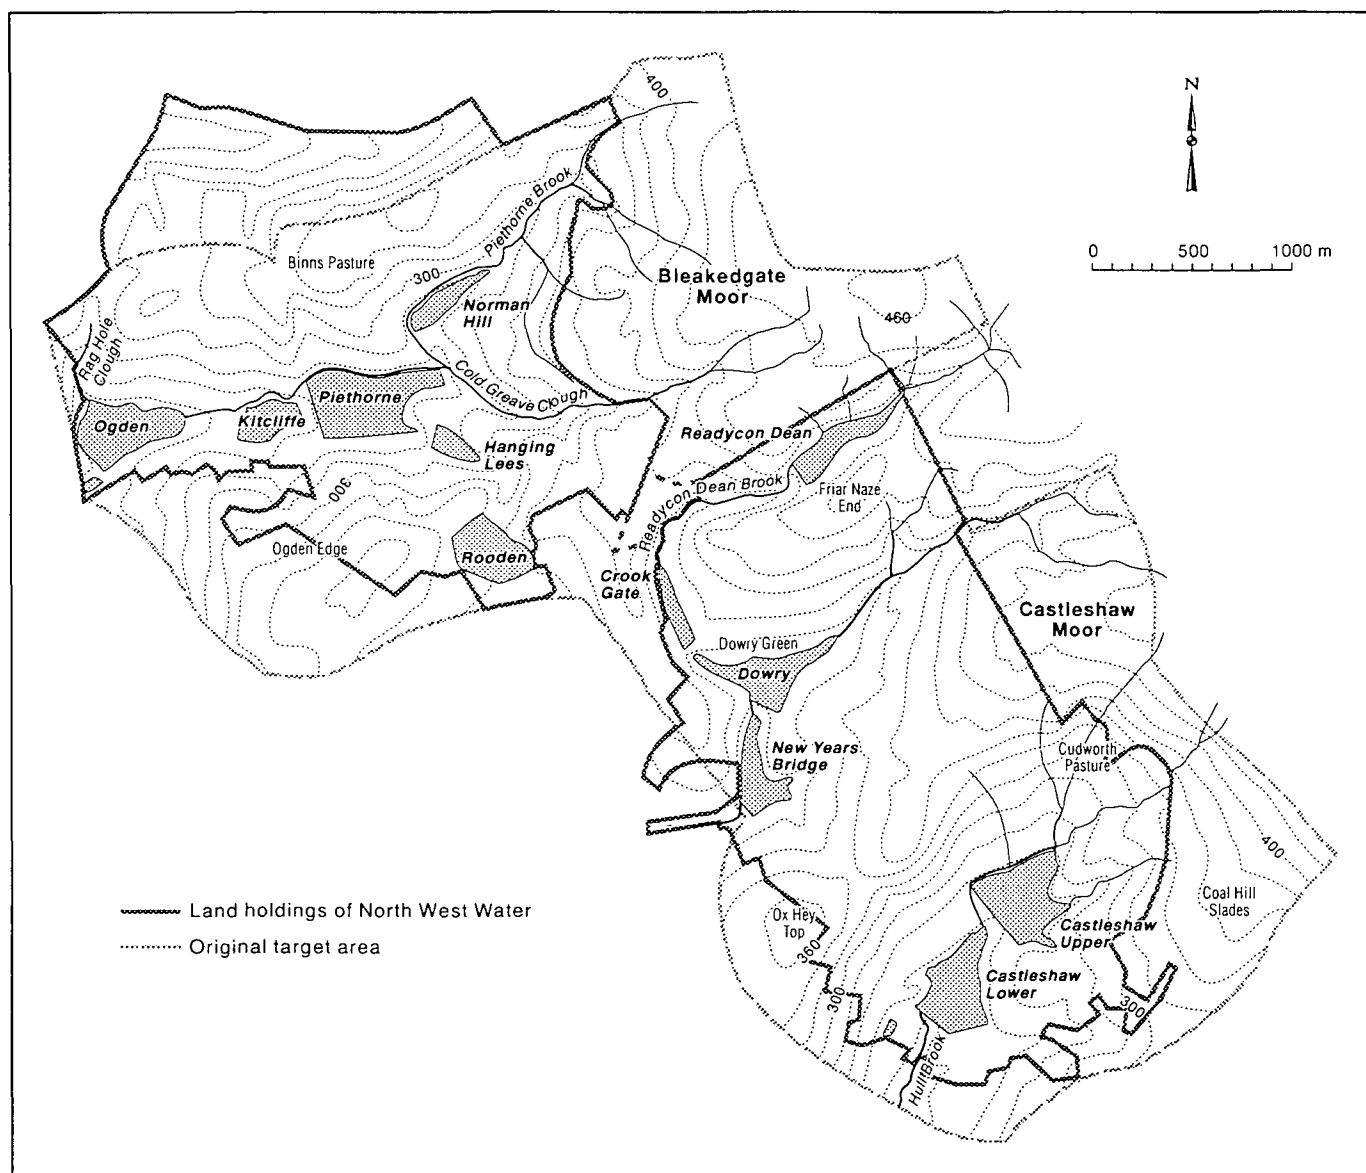 400
N
0 500 1000 m
Piethorne Brook
Binns Pasture
300
Bleakedgate
Moor
Norman
Hill
460
Rag Hole
Clough
Cold Greave Clough
Piethorne
Ogden
Kitcliffe
Readycon Dean
Hanging
Lees
Readycon Dean Brook
Friar Naze
End
300
Ogden Edge
Rooden
Crook
Gate
Castleshaw
Moor
Dowry Green
Dowry
New Years
Bridge
Cudworth
Pasture
400
Coal Hill
Slades
Land holdings of North West Water
Original target area
Ox Hey
Top
360
Castleshaw
Upper
Castleshaw
Lower
300
300
Hull Brook